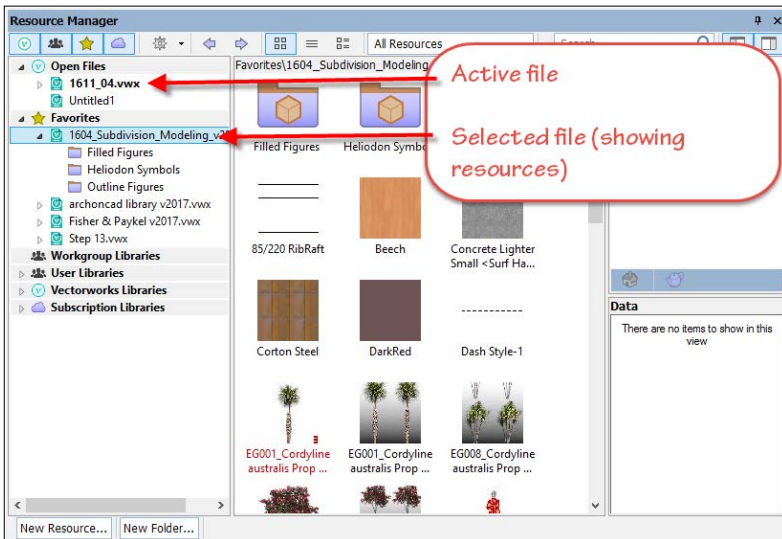 Resource Manager
All Resources
Search
Open Files
1611_04.vwx
Untitled1
Favorites
1604_Subdivision_Modeling_v20
Filled Figures
Heliodon Symbols
Outline Figures
archoncad library v2017.vwx
Fisher & Paykel v2017.vwx
Step 13.vwx
Workgroup Libraries
User Libraries
Vectorworks Libraries
Subscription Libraries
Favorites\1604_Subdivision_Modeling
Active file
Selected file (showing
resources)
Filled Figures
Heliodon Symbo
85/220 RibRaft
Beech
Concrete Lighter
Small <Surf Ha...
Corton Steel
DarkRed
Dash Style-1
EG001_Cordyline
australis Prop ...
EG001_Cordyline
australis Prop ...
EG008_Cordyline
australis Prop ...
Data
There are no items to show in this
view
New Resource...
New Folder...